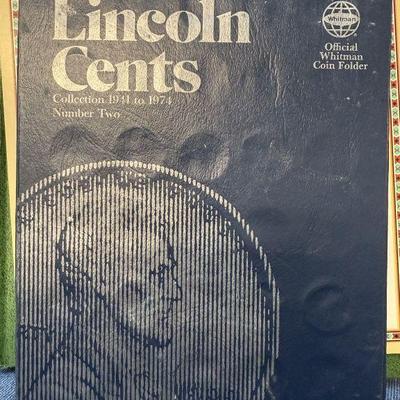 Lincoln
Cents
Collection 1941 to 1974
Number Two
Whitman
Official
Whitman
Coin Folder